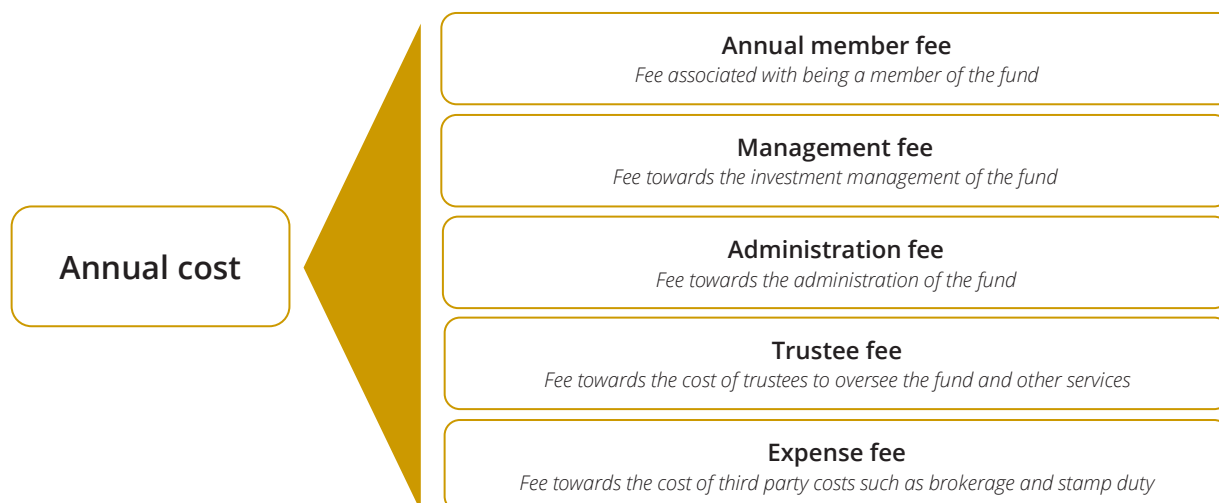 Annual member fee
Fee associated with being a member of the fund
Management fee
Fee towards the investment management of the fund
Annual cost
Administration fee
Fee towards the administration of the fund
Trustee fee
Fee towards the cost of trustees to oversee the fund and other services
Expense fee
Fee towards the cost of third party costs such as brokerage and stamp duty